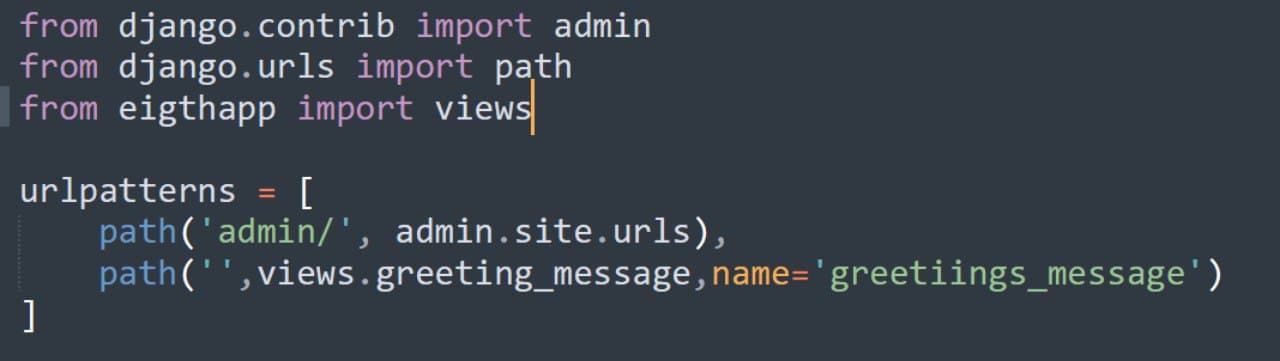 from django.contrib import admin
from django.urls import path
from eigthapp import views
urlpatterns = [
    path('admin/', admin.site.urls),
    path('',views.greeting_message,name='greetiings_message')
]